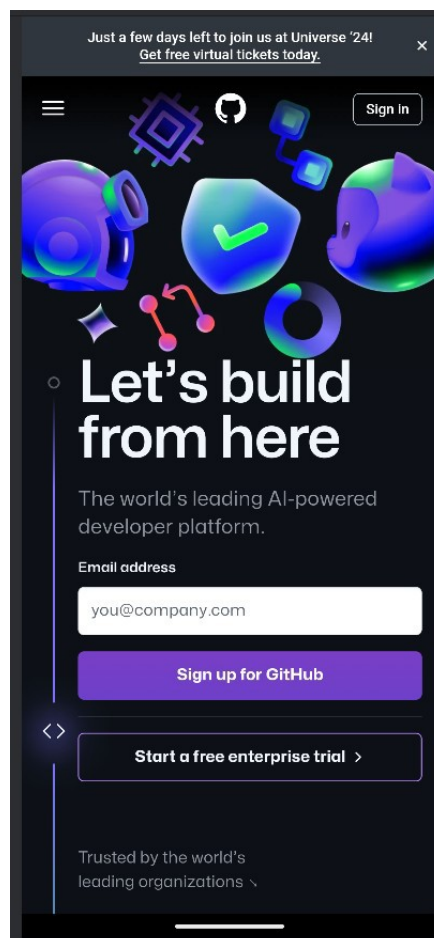 Just a few days left to join us at Universe ‘24!
Get free virtual tickets today.
Sign in
Let’s build
from here
The world’s leading AI-powered
developer platform.
Email address
you@company.com
Sign up for GitHub
Start a free enterprise trial
Trusted by the world’s
leading organizations